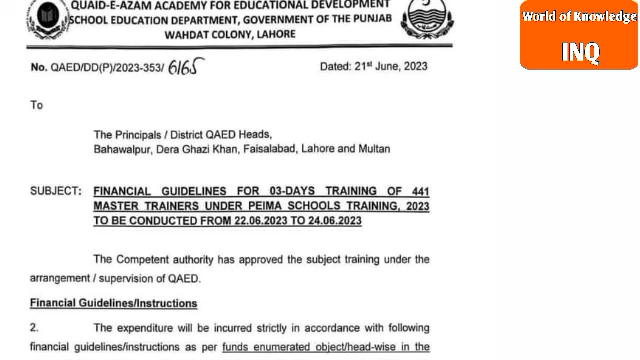 QUAID-E-AZAM ACADEMY FOR EDUCATIONAL DEVELOPMENT
SCHOOL EDUCATION DEPARTMENT, GOVERNMENT OF THE PUNJAB
WAHDAT COLONY, LAHORE
World of Knowledge
INQ
No. QAED/DD(P)/2023-353/ 6165 Dated: 21st June, 2023
To
The Principals / District QAED Heads,
Bahawalpur, Dera Ghazi Khan, Faisalabad, Lahore and Multan
SUBJECT: FINANCIAL GUIDELINES FOR 03-DAYS TRAINING OF 441
MASTER TRAINERS UNDER PEIMA SCHOOLS TRAINING, 2023
TO BE CONDUCTED FROM 22.06.2023 TO 24.06.2023
The Competent authority has approved the subject training under the
arrangement / supervision of QAED.
Financial Guidelines/Instructions
2. The expenditure will be incurred strictly in accordance with following
financial guidelines/instructions as per funds enumerated object/head-wise in the